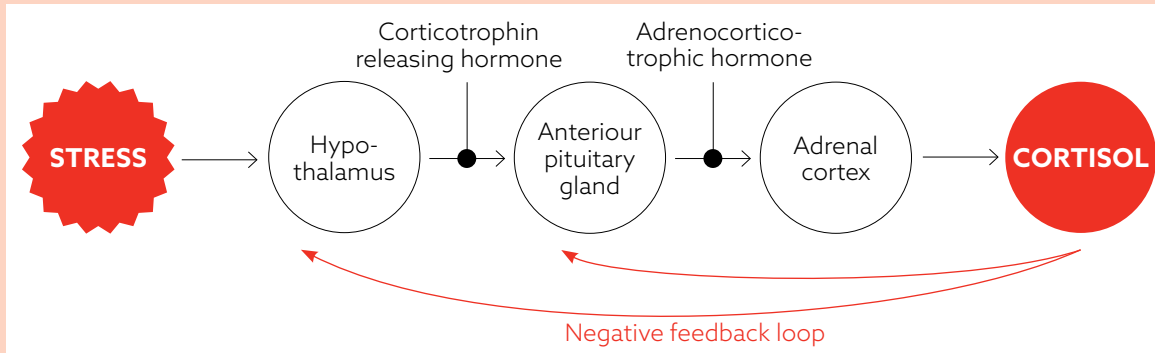 Corticotrophin
releasing hormone
Adrenocortico-
trophic hormone
STRESS
Hypo-
thalamus
Anteriour
pituitary
gland
Adrenal
cortex
CORTISOL
Negative feedback loop